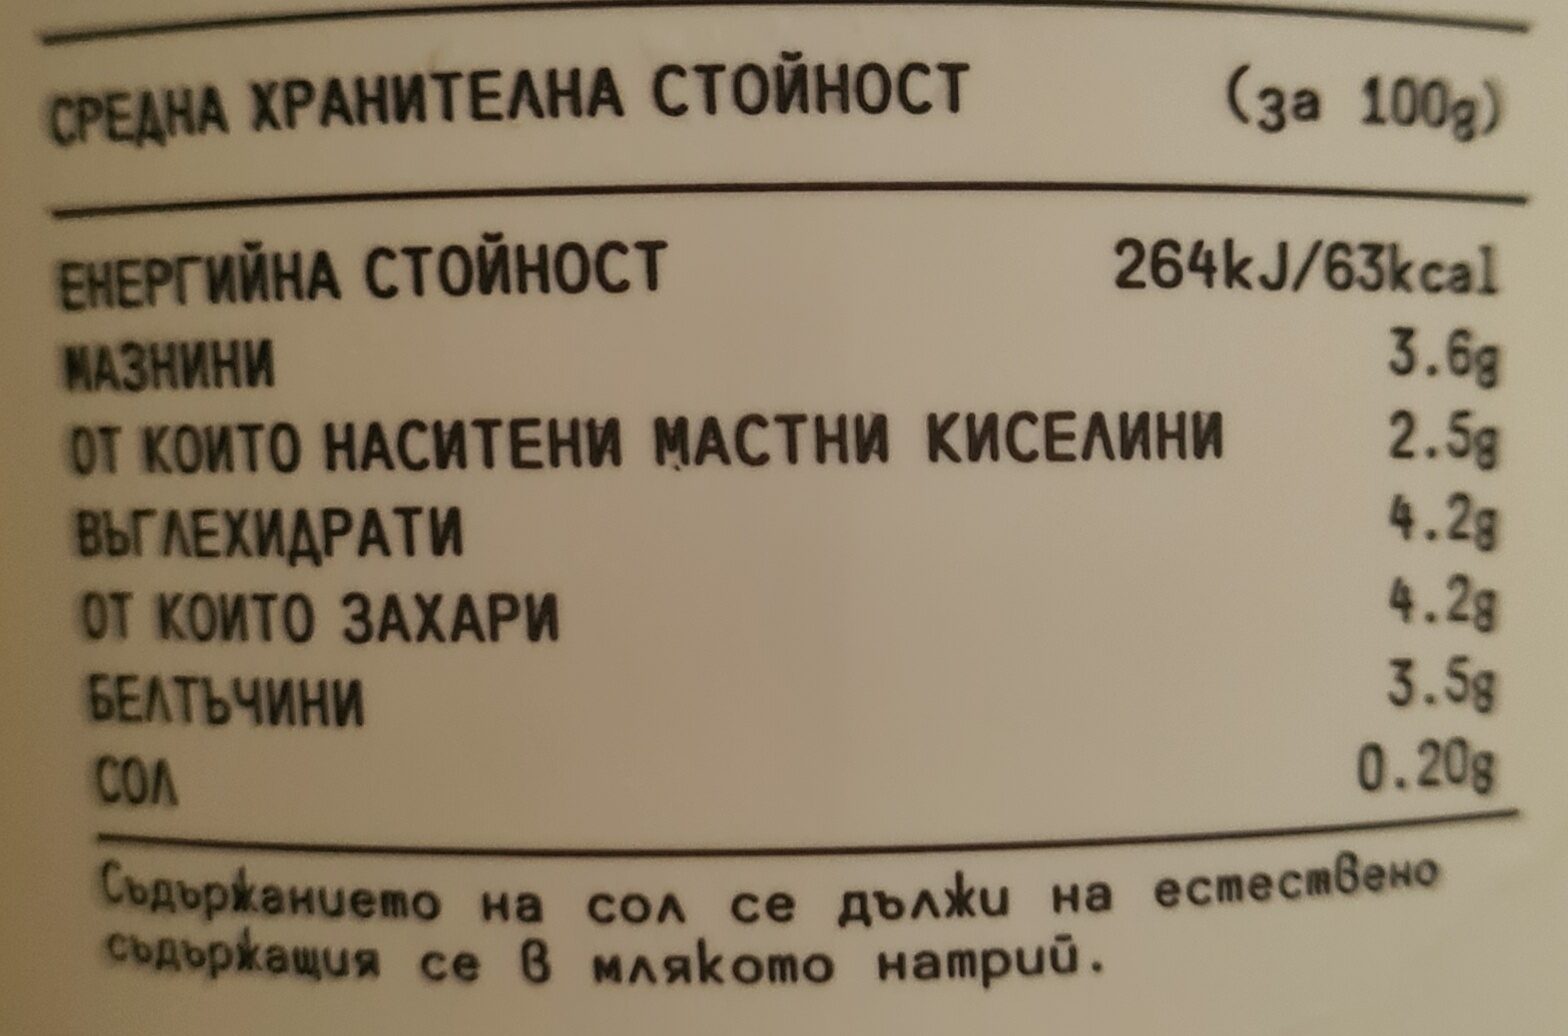 СРЕДНА ХРАНИТЕЛНА СТОЙНОСТ (за 100g)
ЕНЕРГИЙНА СТОЙНОСТ 264kJ/63kcal
МАЗНИНИ 3.6g
ОТ КОИТО НАСИТЕНИ МАСТНИ КИСЕЛИНИ 2.5g
ВЪГЛЕХИДРАТИ 4.2g
ОТ КОИТО ЗАХАРИ 4.2g
БЕЛТЪЧИНИ 3.5g
СОЛ 0.20g
Съдържанието на сол се дължи на естествено
съдържащия се в млякото натрий.